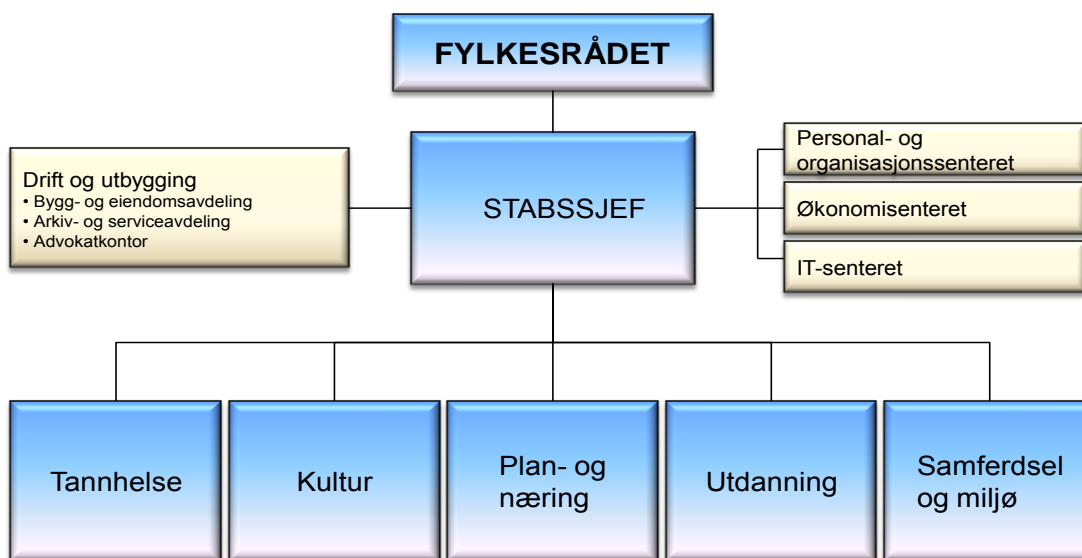 FYLKESRÅDET
Drift og utbygging
• Bygg- og eiendomsavdeling
• Arkiv- og serviceavdeling
• Advokatkontor
STABSSJEF
Personal- og
organisasjonssenteret
Økonomisenteret
IT-senteret
Tannhelse
Kultur
Plan- og
næring
Utdanning
Samferdsel
og miljø